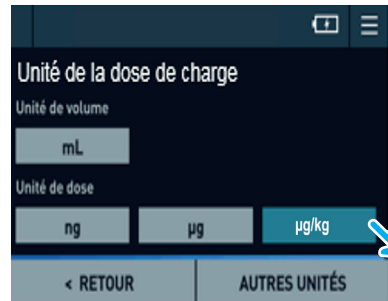 Unité de la dose de charge
Unité de volume
mL
Unité de dose
ng µg µg/kg
< RETOUR AUTRES UNITÉS